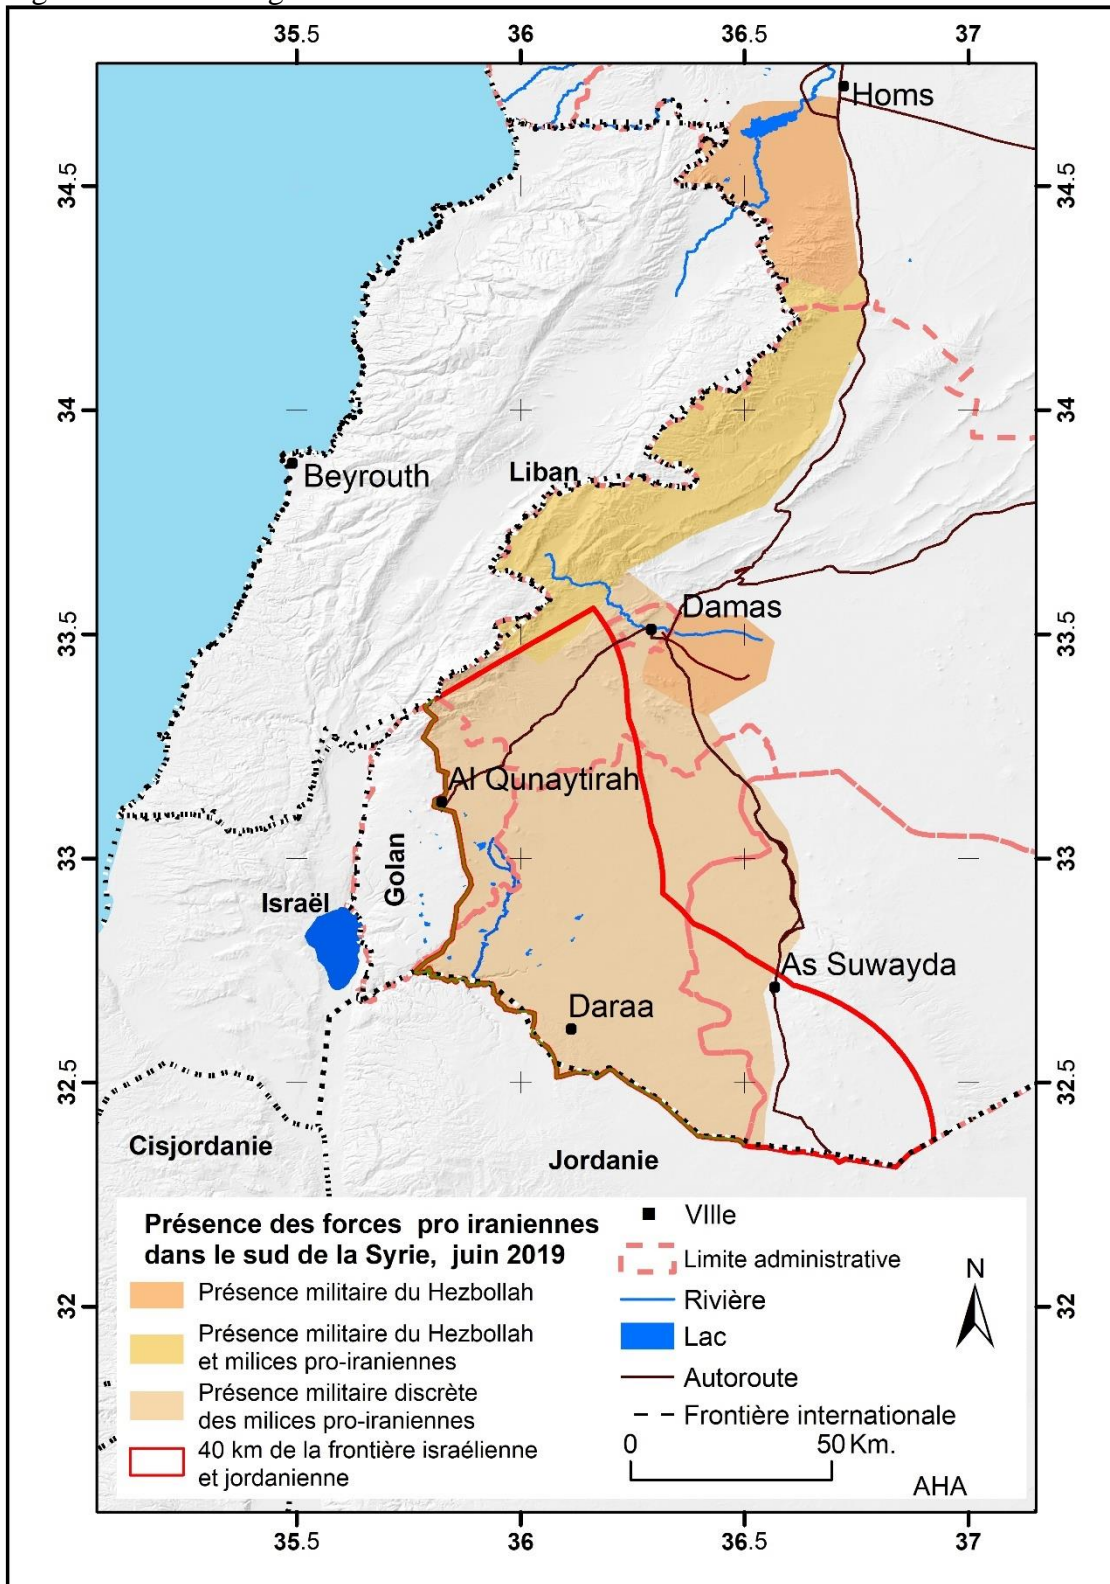 35.5 36 36.5 37
Homs
34.5 34.5
34 34
Beyrouth
Liban
33.5 Damas 33.5
Al Qunaytirah
33 33
Golan
Israël
As Suwayda
Daraa
32.5 32.5
Cisjordanie
Jordanie
Présence des forces pro iraniennes
dans le sud de la Syrie, juin 2019
Présence militaire du Hezbollah
Présence militaire du Hezbollah
et milices pro-iraniennes
Présence militaire discrète
des milices pro-iraniennes
40 km de la frontière israélienne
et jordanienne
VIlle
Limite administrative
Rivière
Lac
Autoroute
Frontière internationale
0 50 Km.
N
AHA
32 32
35.5 36 36.5 37